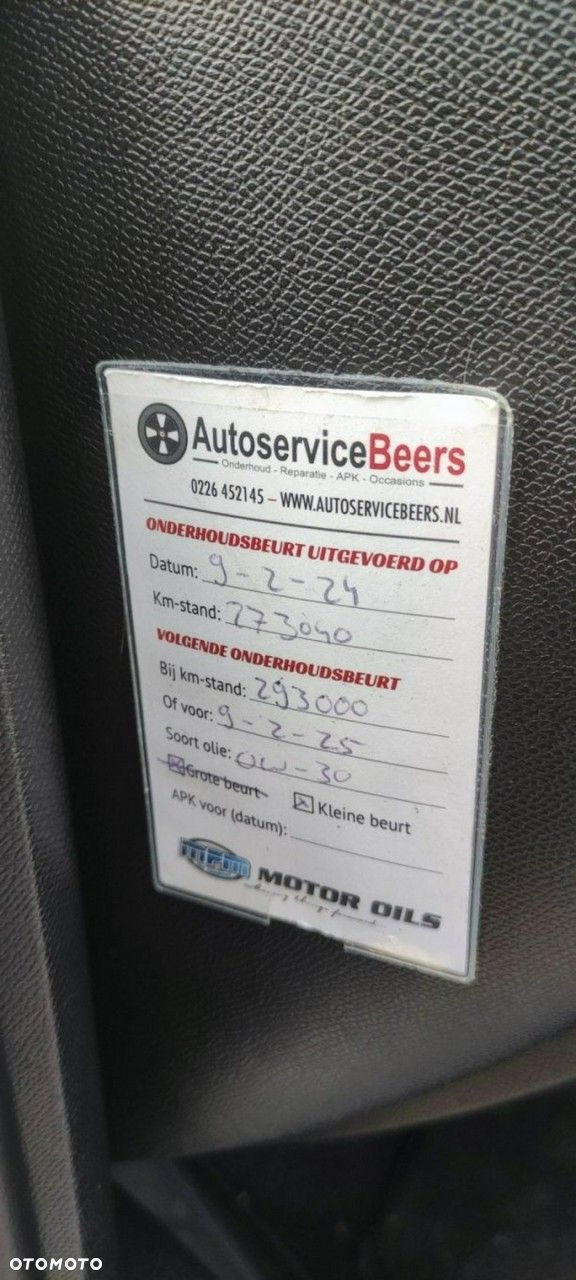 AutoserviceBeers
Onderhoud - Reparatie - APK - Occasions
0226 452145 – WWW.AUTOSERVICEBEERS.NL
ONDERHOUDSBEURT UITGEVOERD OP
Datum: 9-2-24
Km-stand: 273040
VOLGENDE ONDERHOUDSBEURT
Bij km-stand: 293000
Of voor: 9-2-25
Soort olie: 0W-30
Grote beurt Kleine beurt
APK voor (datum):
MPM MOTOR OILS
OTOMOTO